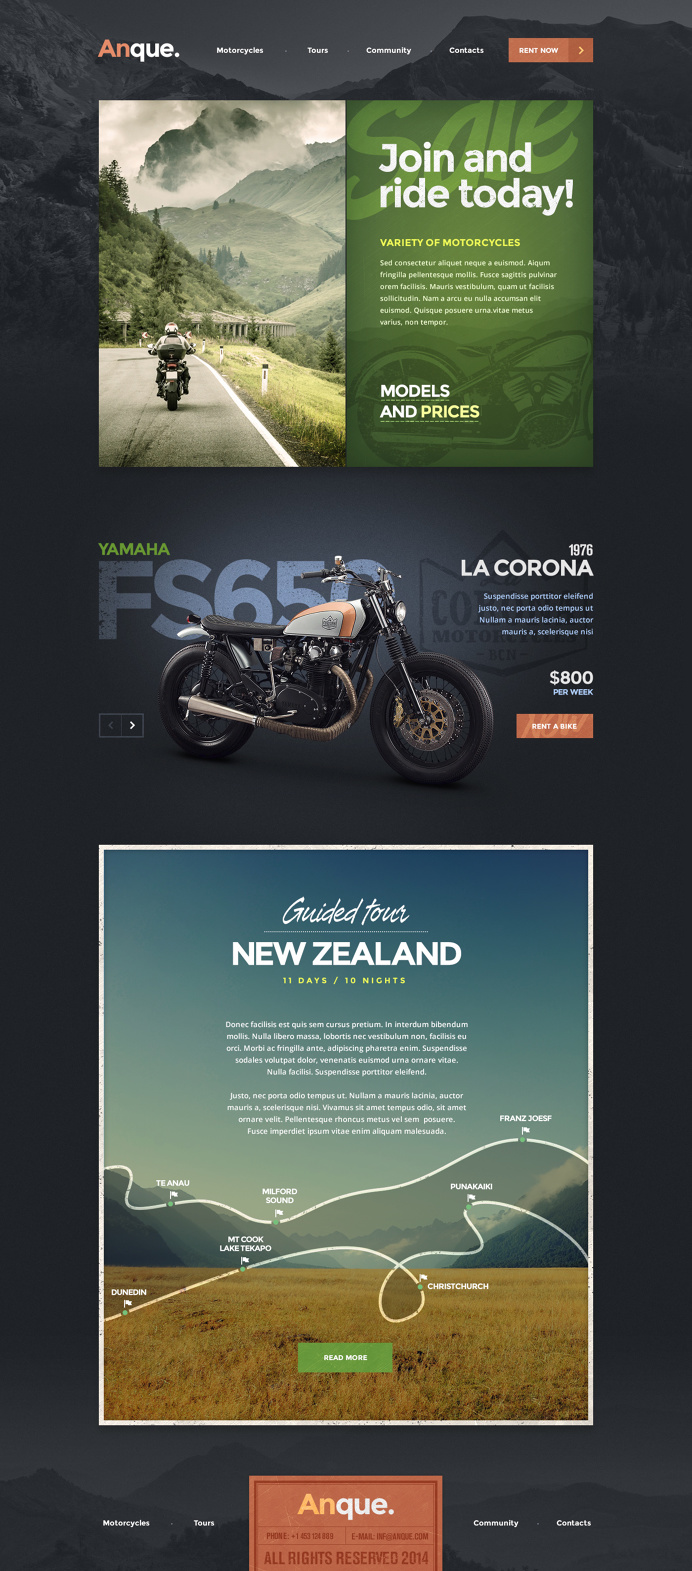 Anque.
Motorcycles
Tours
Community
Contacts
RENT NOW
Sale
Join and
ride today!
VARIETY OF MOTORCYCLES
Sed consectetur aliquet neque a euismod. Aiqum
fringilla pellentesque mollis. Fusce sagittis pulvinar
orem facilisis. Mauris vestibulum, quam ut facilisis
sollicitudin. Nam a arcu eu nulla accumsan elit
euismod. Quisque posuere urna.vitae metus
varius, non tempor.
MODELS
AND PRICES
YAMAHA
FS650
1976
LA CORONA
Suspendisse porttitor eleifend
justo, nec porta odio tempus ut
Nullam a mauris lacinia, auctor
mauris a, scelerisque nisi
BCN
$800
PER WEEK
RENT A BIKE
Guided tour
NEW ZEALAND
11 DAYS / 10 NIGHTS
Donec facilisis est quis sem cursus pretium. In interdum bibendum
mollis. Nulla libero massa, lobortis nec vestibulum non, facilisis eu
orci. Morbi ac fringilla ante, adipiscing pharetra enim. Suspendisse
sodales volutpat dolor, venenatis euismod urna ornare vitae.
Nulla facilisi. Suspendisse porttitor eleifend.
Justo, nec porta odio tempus ut. Nullam a mauris lacinia, auctor
mauris a, scelerisque nisi. Vivamus sit amet tempus odio, sit amet
ornare velit. Pellentesque rhoncus metus vel sem posuere.
Fusce imperdiet ipsum vitae enim aliquam malesuada.
FRANZ JOESF
TE ANAU
MILFORD
SOUND
PUNAKAIKI
MT COOK
LAKE TEKAPO
CHRISTCHURCH
DUNEDIN
READ MORE
Anque.
Motorcycles
Tours
PHONE: +1 453 124 889
E-MAIL: INF@ANQUE.COM
Community
Contacts
ALL RIGHTS RESERVED 2014